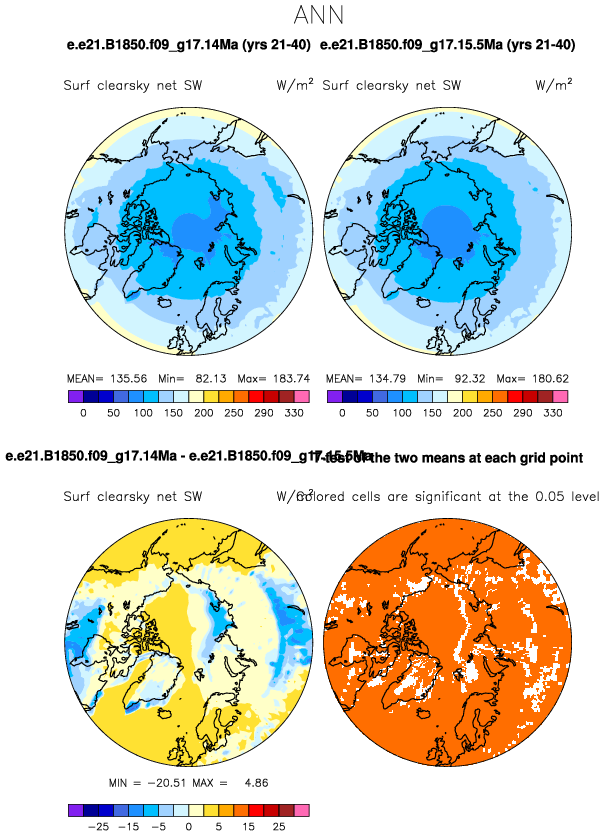 ANN
e.e21.B1850.f09_g17.14Ma (yrs 21-40) e.e21.B1850.f09_g17.15.5Ma (yrs 21-40)
Surf clearsky net SW W/m² Surf clearsky net SW W/m²
MEAN= 135.56 Min= 82.13 Max= 183.74 MEAN= 134.79 Min= 92.32 Max= 180.62
0 50 100 150 200 250 290 330 0 50 100 150 200 250 290 330
e.e21.B1850.f09_g17.14Ma - e.e21.B1850.f09_g17.15.5Ma T-test of the two means at each grid point
Surf clearsky net SW W/m² Colored cells are significant at the 0.05 level
MIN = -20.51 MAX = 4.86
-25 -15 -5 0 5 15 25